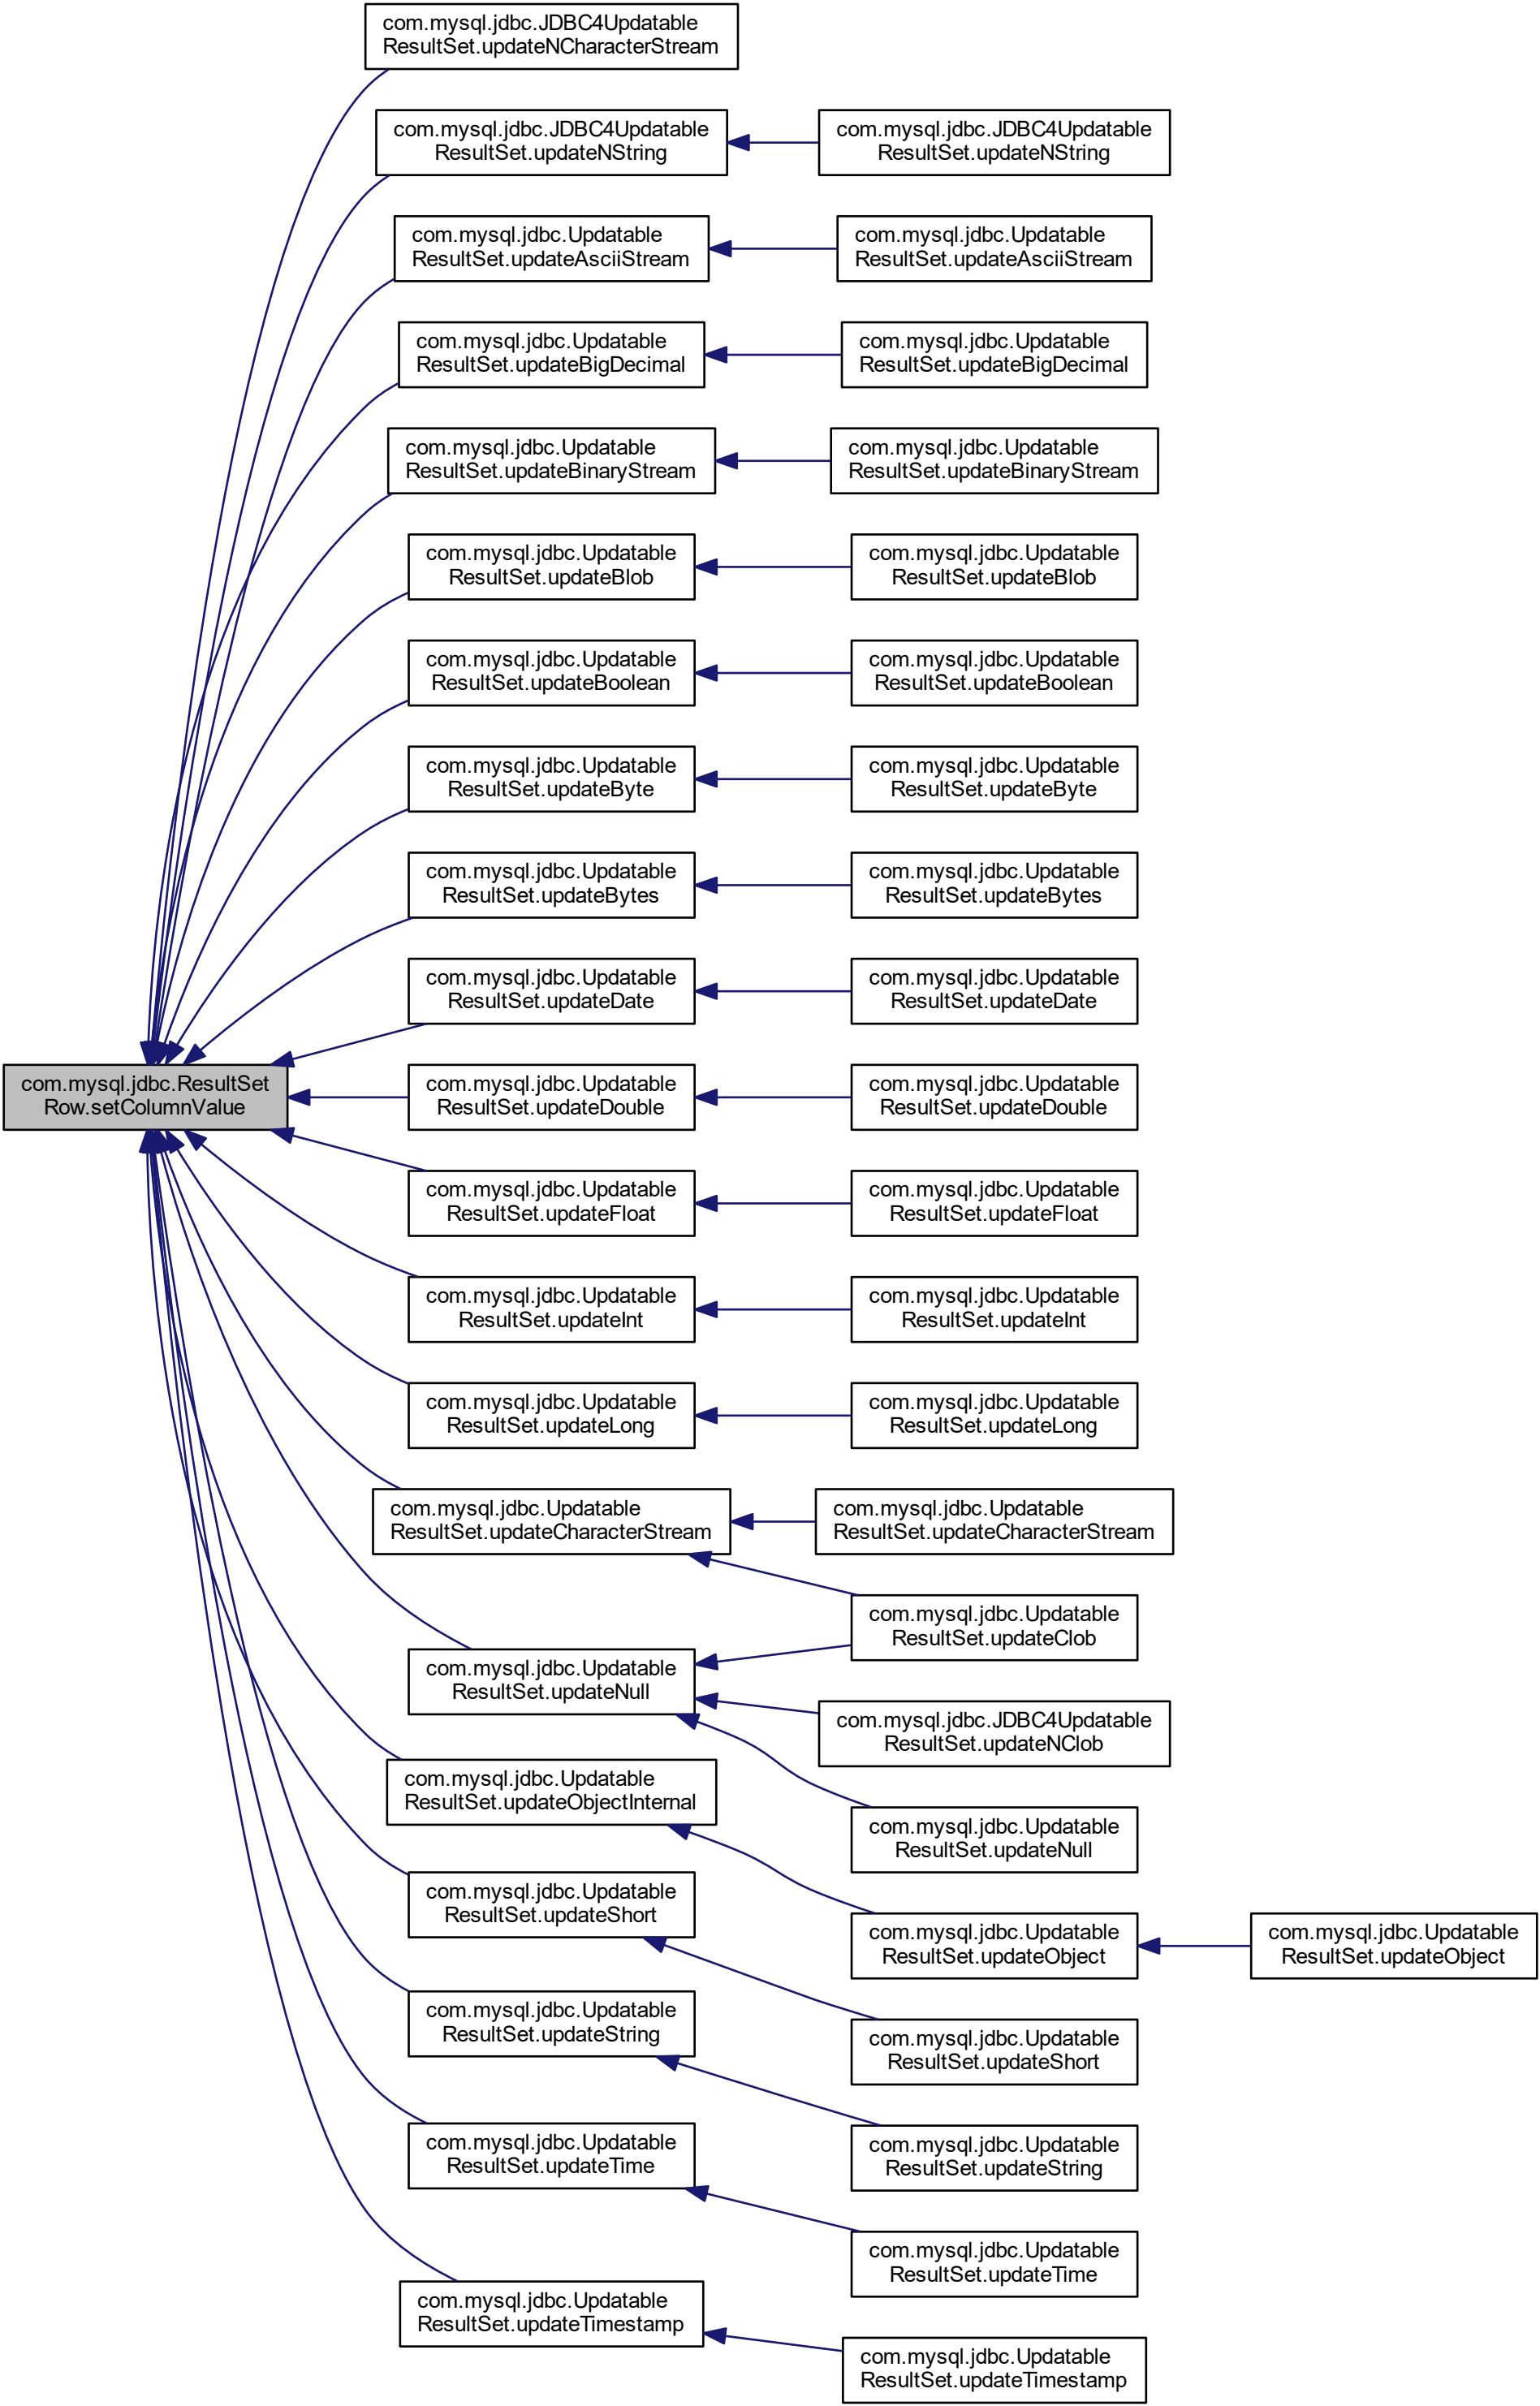 com.mysql.jdbc.JDBC4Updatable
ResultSet.updateNCharacterStream
com.mysql.jdbc.JDBC4Updatable
ResultSet.updateNString
com.mysql.jdbc.JDBC4Updatable
ResultSet.updateNString
com.mysql.jdbc.Updatable
ResultSet.updateAsciiStream
com.mysql.jdbc.Updatable
ResultSet.updateAsciiStream
com.mysql.jdbc.Updatable
ResultSet.updateBigDecimal
com.mysql.jdbc.Updatable
ResultSet.updateBigDecimal
com.mysql.jdbc.Updatable
ResultSet.updateBinaryStream
com.mysql.jdbc.Updatable
ResultSet.updateBinaryStream
com.mysql.jdbc.Updatable
ResultSet.updateBlob
com.mysql.jdbc.Updatable
ResultSet.updateBlob
com.mysql.jdbc.Updatable
ResultSet.updateBoolean
com.mysql.jdbc.Updatable
ResultSet.updateBoolean
com.mysql.jdbc.Updatable
ResultSet.updateByte
com.mysql.jdbc.Updatable
ResultSet.updateByte
com.mysql.jdbc.Updatable
ResultSet.updateBytes
com.mysql.jdbc.Updatable
ResultSet.updateBytes
com.mysql.jdbc.Updatable
ResultSet.updateDate
com.mysql.jdbc.Updatable
ResultSet.updateDate
com.mysql.jdbc.ResultSet
Row.setColumnValue
com.mysql.jdbc.Updatable
ResultSet.updateDouble
com.mysql.jdbc.Updatable
ResultSet.updateDouble
com.mysql.jdbc.Updatable
ResultSet.updateFloat
com.mysql.jdbc.Updatable
ResultSet.updateFloat
com.mysql.jdbc.Updatable
ResultSet.updateInt
com.mysql.jdbc.Updatable
ResultSet.updateInt
com.mysql.jdbc.Updatable
ResultSet.updateLong
com.mysql.jdbc.Updatable
ResultSet.updateLong
com.mysql.jdbc.Updatable
ResultSet.updateCharacterStream
com.mysql.jdbc.Updatable
ResultSet.updateCharacterStream
com.mysql.jdbc.Updatable
ResultSet.updateClob
com.mysql.jdbc.Updatable
ResultSet.updateNull
com.mysql.jdbc.JDBC4Updatable
ResultSet.updateNClob
com.mysql.jdbc.Updatable
ResultSet.updateObjectInternal
com.mysql.jdbc.Updatable
ResultSet.updateNull
com.mysql.jdbc.Updatable
ResultSet.updateShort
com.mysql.jdbc.Updatable
ResultSet.updateObject
com.mysql.jdbc.Updatable
ResultSet.updateObject
com.mysql.jdbc.Updatable
ResultSet.updateString
com.mysql.jdbc.Updatable
ResultSet.updateShort
com.mysql.jdbc.Updatable
ResultSet.updateTime
com.mysql.jdbc.Updatable
ResultSet.updateString
com.mysql.jdbc.Updatable
ResultSet.updateTime
com.mysql.jdbc.Updatable
ResultSet.updateTimestamp
com.mysql.jdbc.Updatable
ResultSet.updateTimestamp